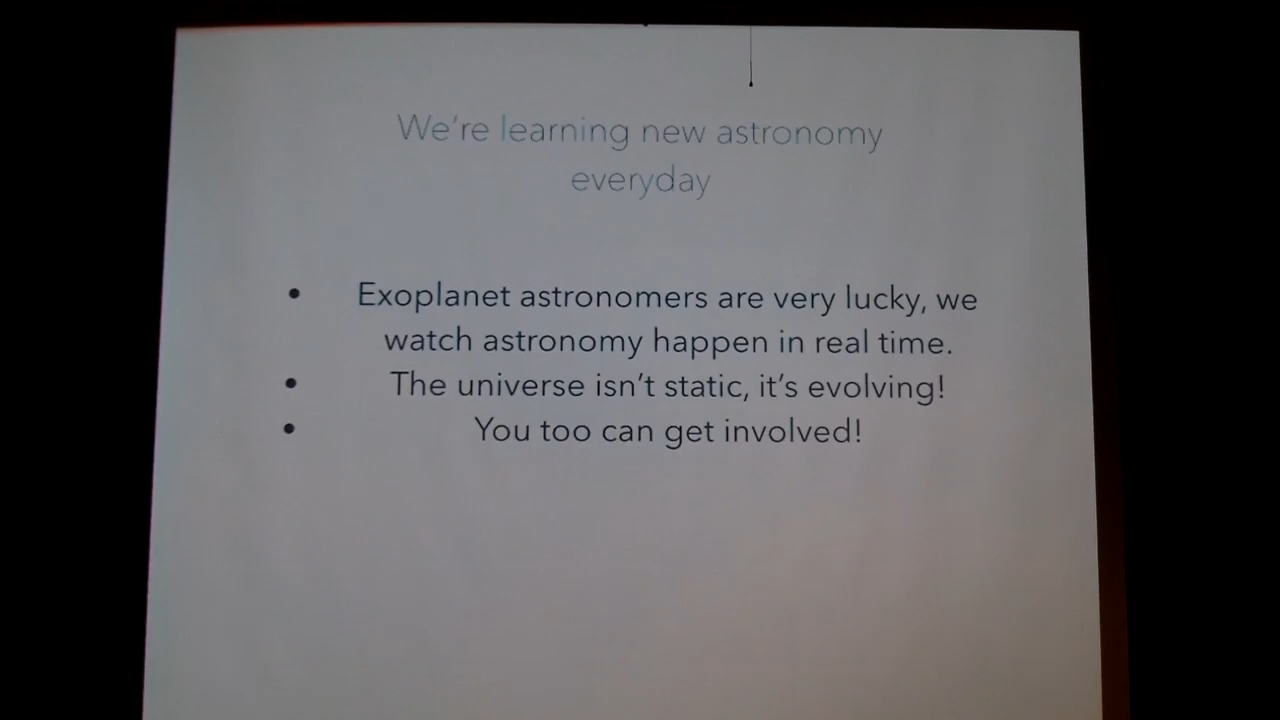 We're learning new astronomy
everyday
• Exoplanet astronomers are very lucky, we
watch astronomy happen in real time.
• The universe isn't static, it's evolving!
• You too can get involved!